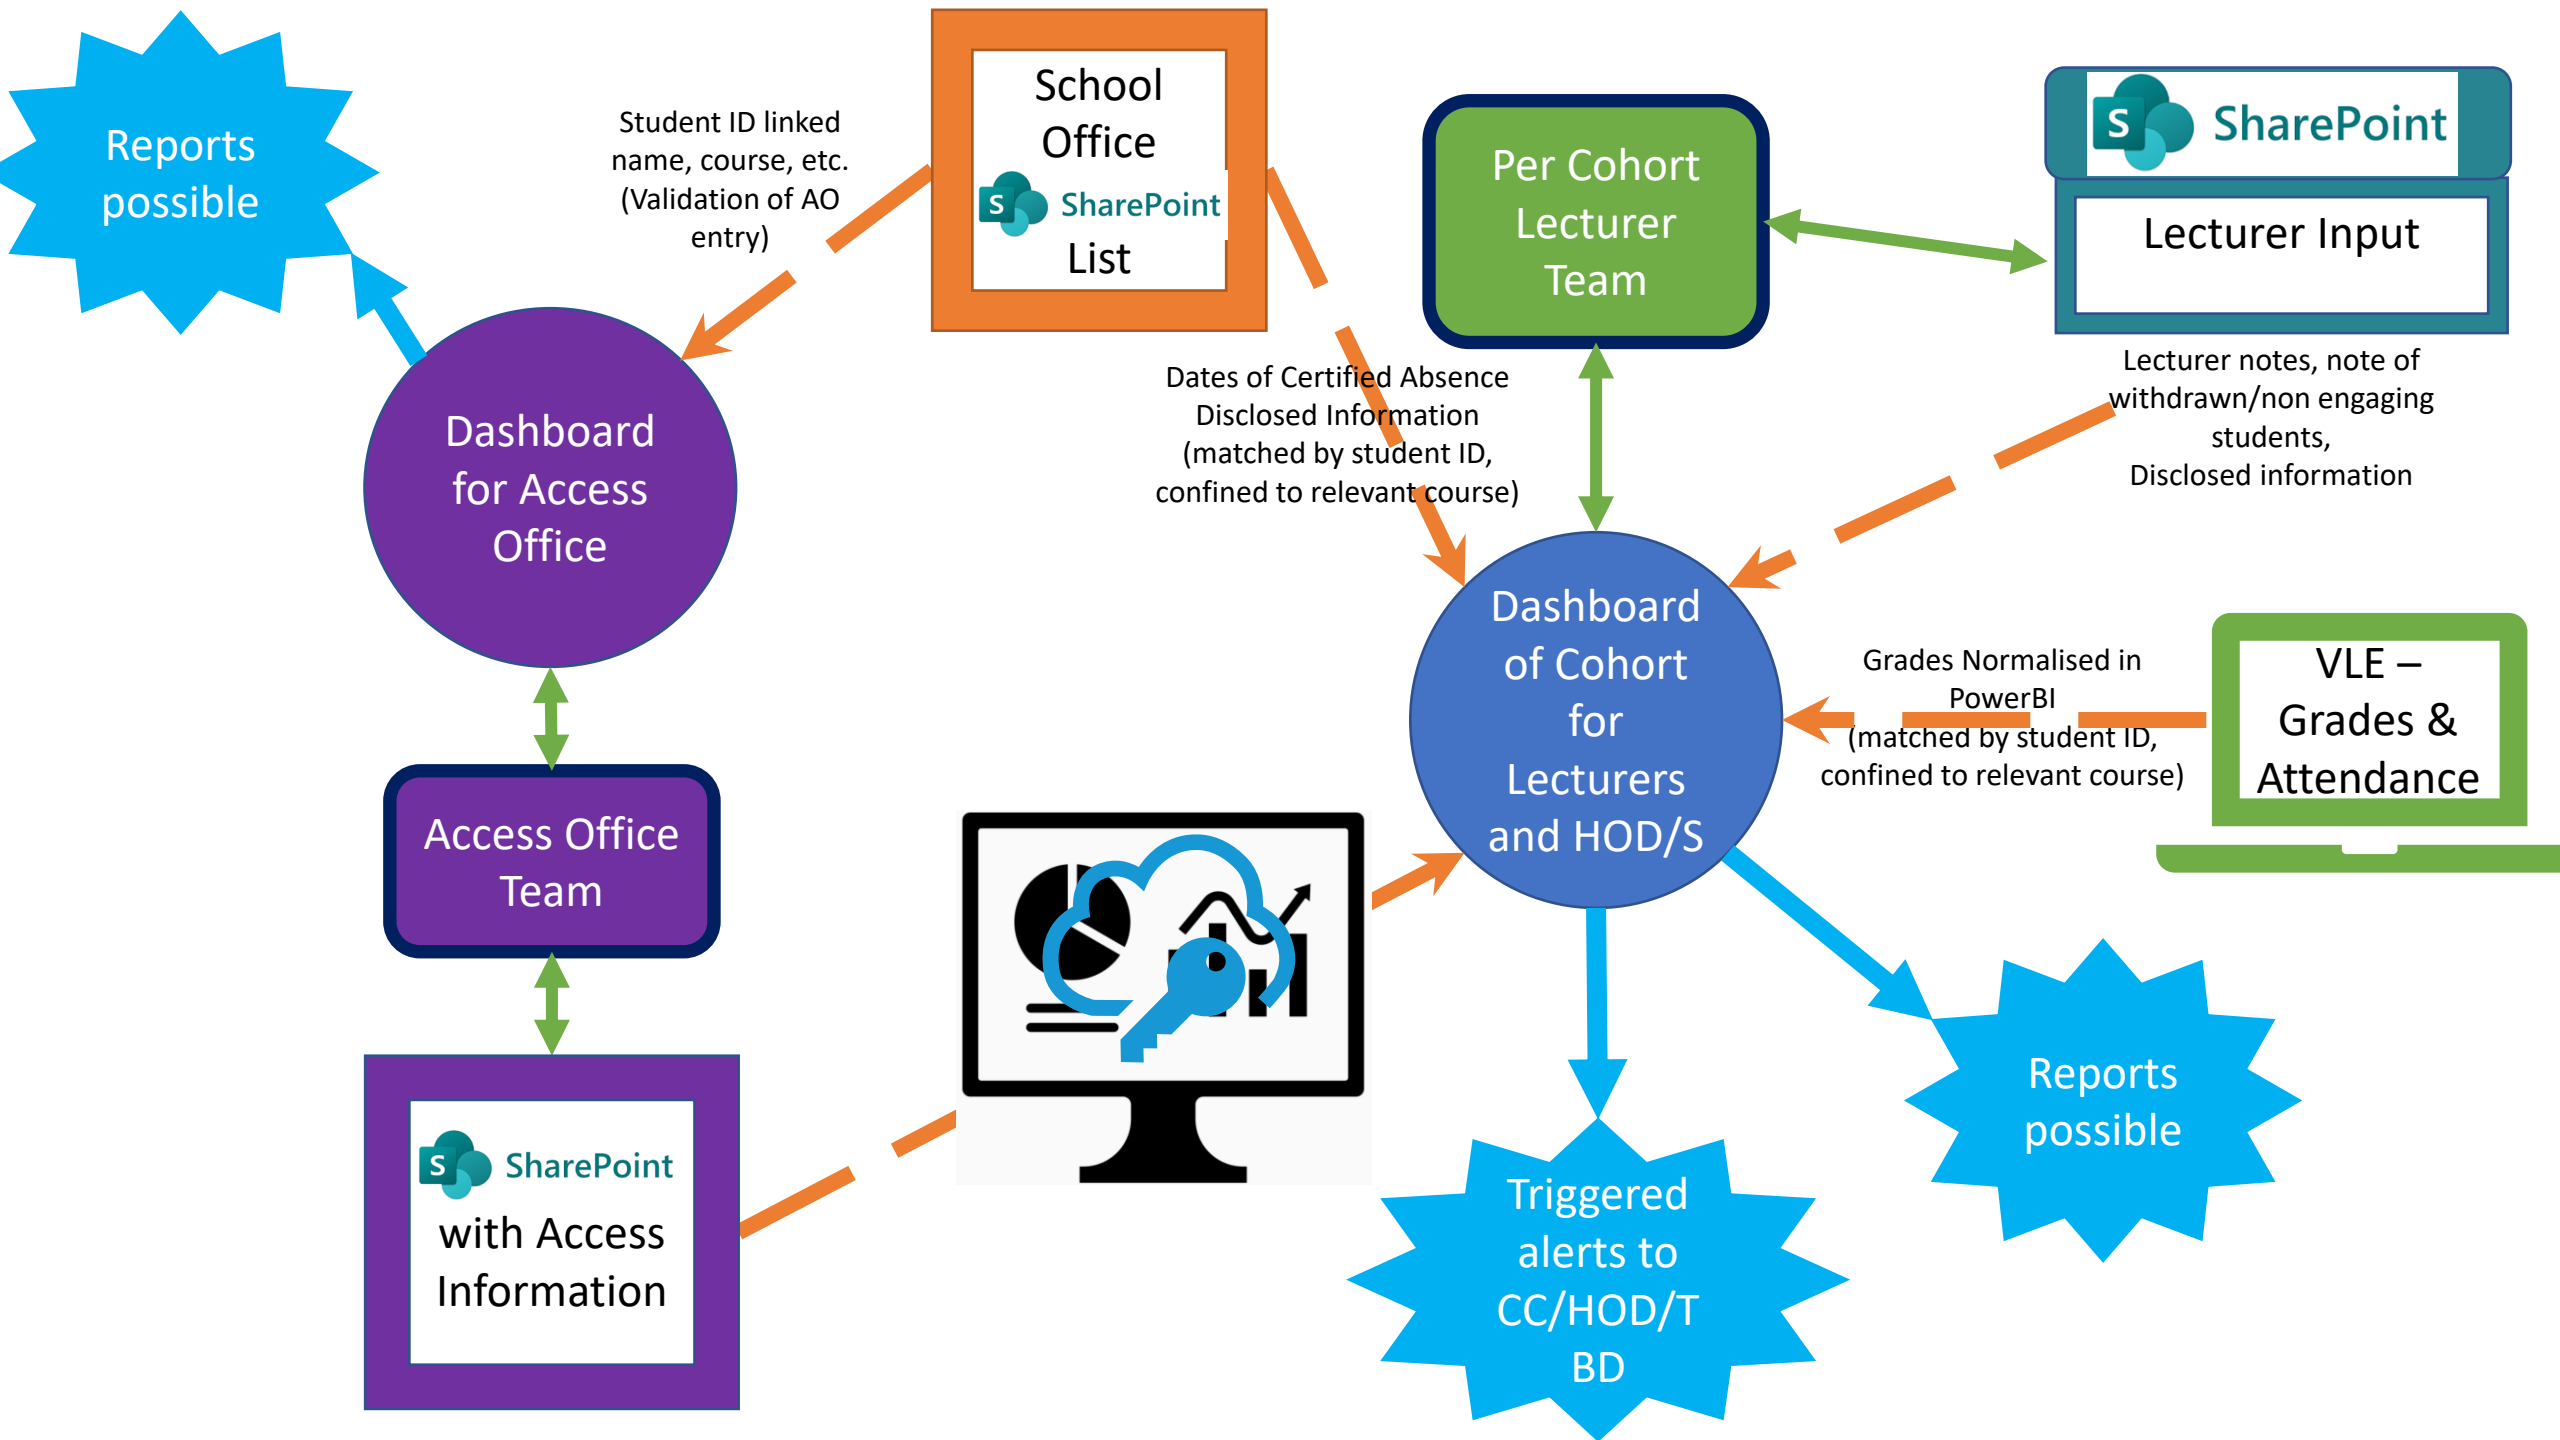 Reports
possible
Student ID linked
name, course, etc.
(Validation of AO
entry)
School
Office
S SharePoint
List
Per Cohort
Lecturer
Team
S SharePoint
Lecturer Input
Lecturer notes, note of
withdrawn/non engaging
students,
Disclosed information
Dates of Certified Absence
Disclosed Information
(matched by student ID,
confined to relevant course)
Dashboard
for Access
Office
Dashboard
of Cohort
for
Lecturers
and HOD/S
Grades Normalised in
PowerBI
(matched by student ID,
confined to relevant course)
VLE –
Grades &
Attendance
Access Office
Team
S SharePoint
with Access
Information
Triggered
alerts to
CC/HOD/T
BD
Reports
possible